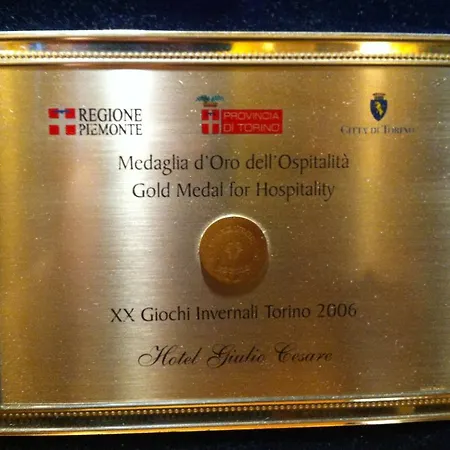 REGIONE
PIEMONTE
PROVINCIA
DI TORINO
CITTÀ DI TORINO
Medaglia d'Oro dell'Ospitalità
Gold Medal for Hospitality
XX Giochi Invernali Torino 2006
Hotel Giulio Cesare